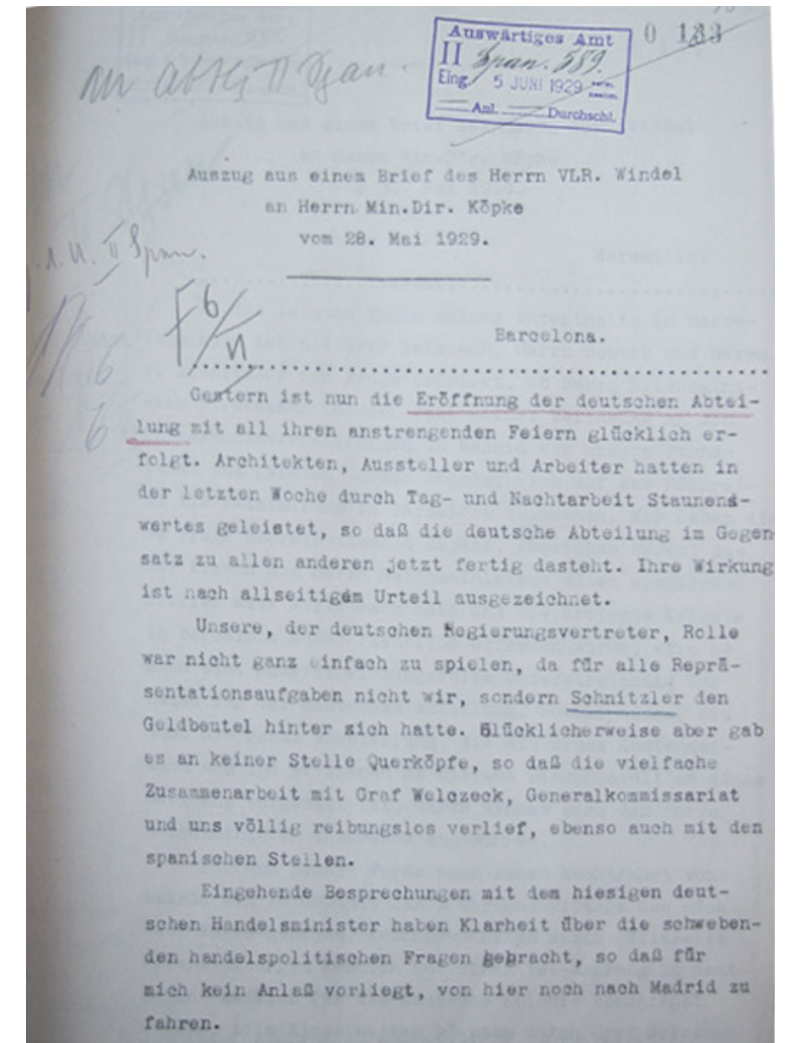 0 133
Auswärtiges Amt
II Span. 589.
Eing. 5 JUNI 1929
Anl. Durchschl.
Auszug aus einem Brief des Herrn VLR. Windel
an Herrn Min.Dir. Köpke
vom 28. Mai 1929.
II Span.
6
Barcelona.
Gestern ist nun die Eröffnung der deutschen Abtei-
lung mit all ihren anstrengenden Feiern glücklich er-
folgt. Architekten, Aussteller und Arbeiter hatten in
der letzten Woche durch Tag- und Nachtarbeit Staunens-
wertes geleistet, so daß die deutsche Abteilung im Gegen
satz zu allen anderen jetzt fertig dasteht. Ihre Wirkung
ist nach allseitigem Urteil ausgezeichnet.
Unsere, der deutschen Regierungsvertreter, Rolle
war nicht ganz einfach zu spielen, da für alle Reprä-
sentationsaufgaben nicht wir, sondern Schnitzler den
Geldbeutel hinter sich hatte. Glücklicherweise aber gab
es an keiner Stelle Querköpfe, so daß die vielfache
Zusammenarbeit mit Graf Welczeck, Generalkommissariat
und uns völlig reibungslos verlief, ebenso auch mit den
spanischen Stellen.
Eingehende Besprechungen mit dem hiesigen deut-
schen Handelsminister haben Klarheit über die schweben-
den handelspolitischen Fragen gebracht, so daß für
mich kein Anlaß vorliegt, von hier noch nach Madrid zu
fahren.